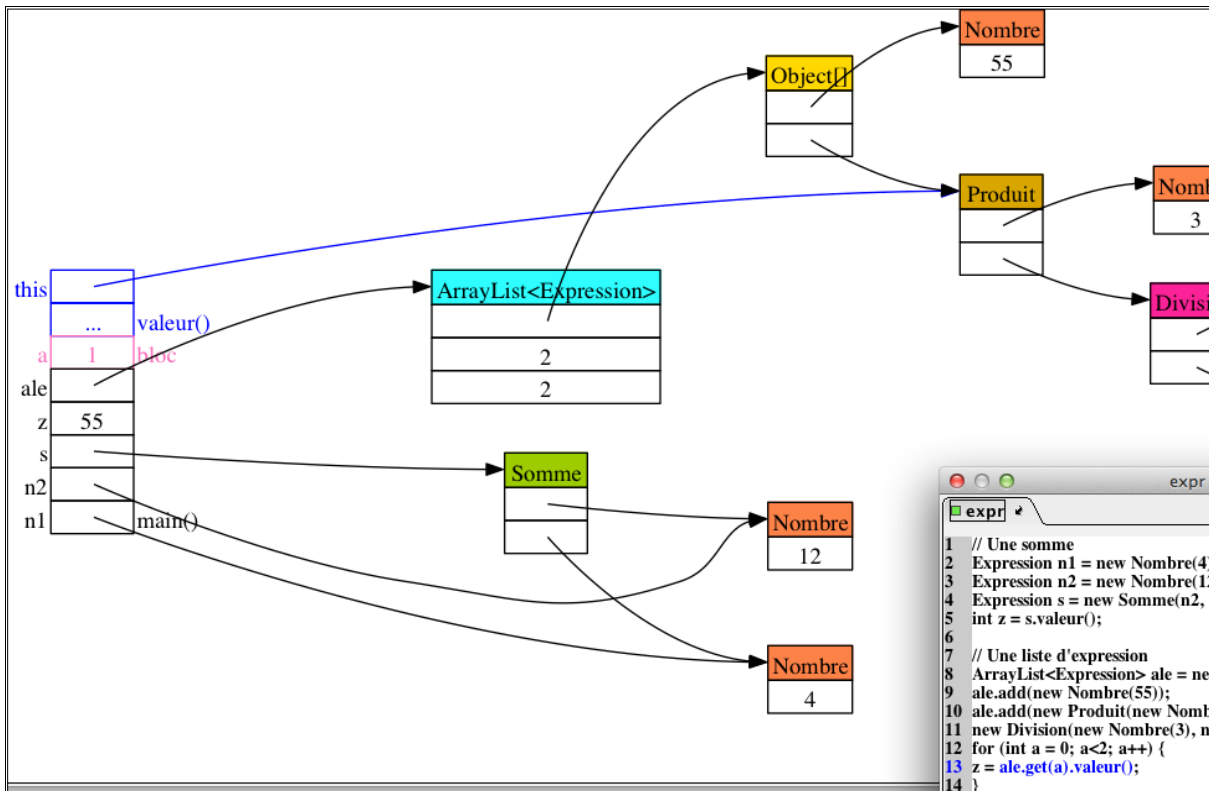 Nombre
55
Object[]
Produit
Nomb
3
Divisi
this
...
valeur()
a
1
bloc
ale
z
55
s
n2
n1
main()
ArrayList<Expression>
2
2
Somme
Nombre
12
Nombre
4
expr
expr
1 // Une somme
2 Expression n1 = new Nombre(4)
3 Expression n2 = new Nombre(12
4 Expression s = new Somme(n2,
5 int z = s.valeur();
6
7 // Une liste d'expression
8 ArrayList<Expression> ale = ne
9 ale.add(new Nombre(55));
10 ale.add(new Produit(new Nomb
11 new Division(new Nombre(3), n
12 for (int a = 0; a<2; a++) {
13 z = ale.get(a).valeur();
14 }